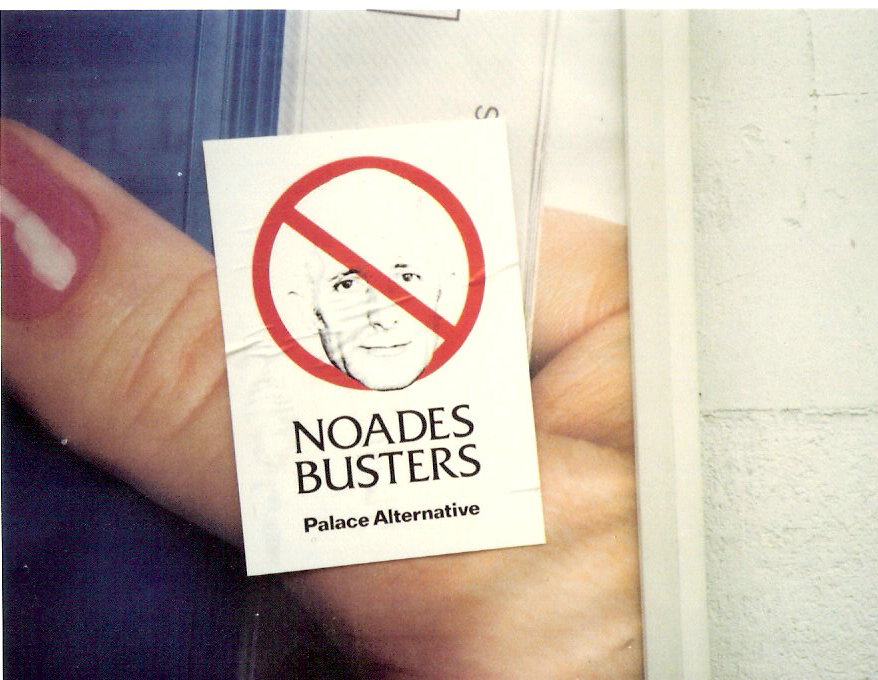 S
NOADES
BUSTERS
Palace Alternative